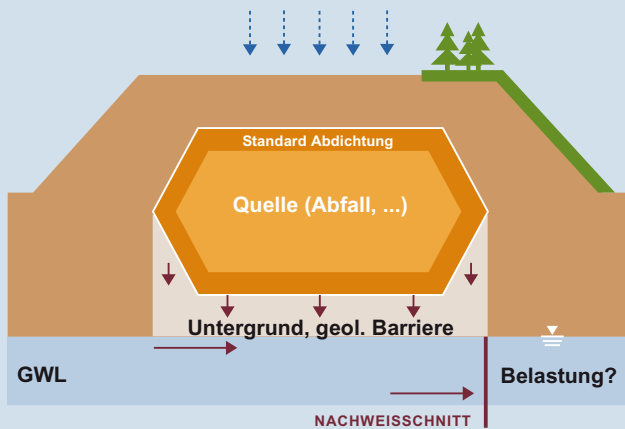 Standard Abdichtung
Quelle (Abfall, ...)
Untergrund, geol. Barriere
GWL
Belastung?
NACHWEISSCHNITT